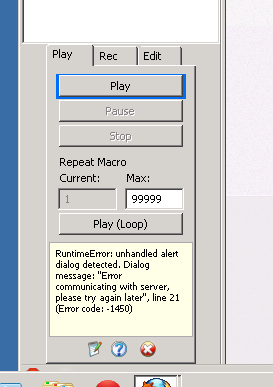 Play Rec Edit
Play
Pause
Stop
Repeat Macro
Current: Max:
1 99999
Play (Loop)
RuntimeError: unhandled alert
dialog detected. Dialog
message: "Error
communicating with server,
please try again later", line 21
(Error code: -1450)